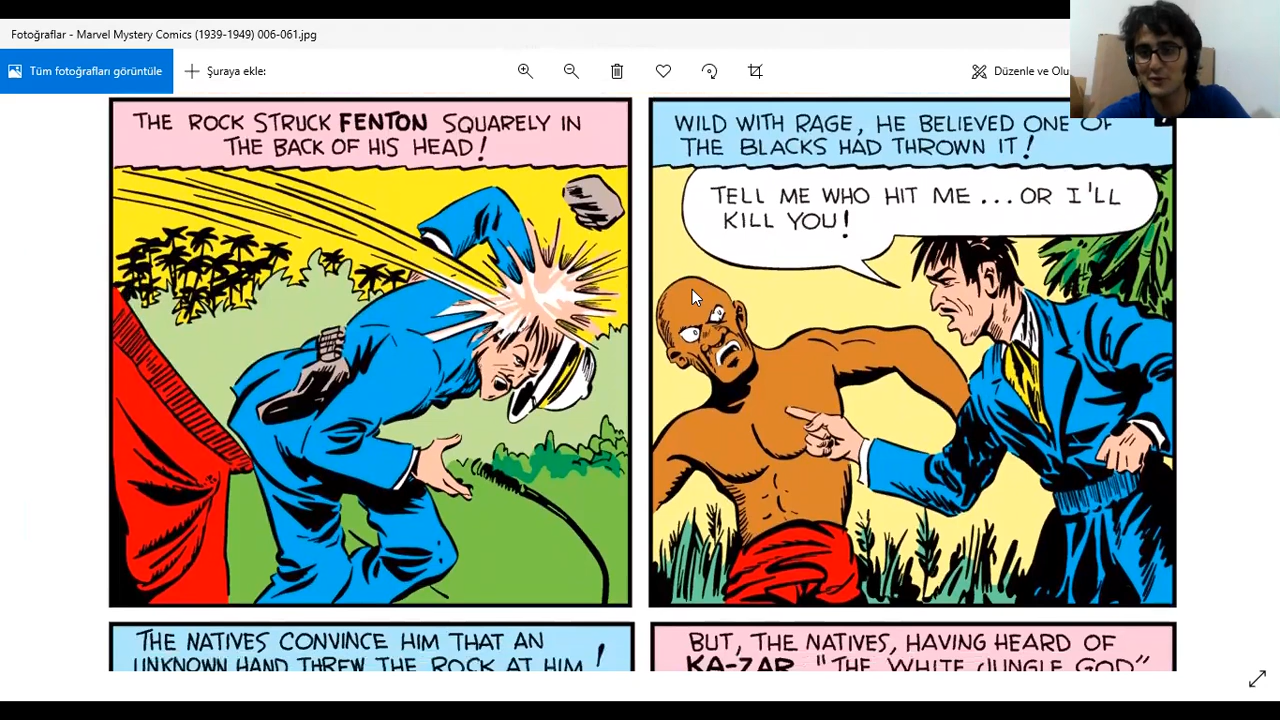 Fotoğraflar - Marvel Mystery Comics (1939-1949) 006-061.jpg
Tüm fotoğrafları görüntüle
Şuraya ekle:
Düzenle ve Olu
THE ROCK STRUCK FENTON SQUARELY IN
THE BACK OF HIS HEAD!
WILD WITH RAGE, HE BELIEVED ONE OF
THE BLACKS HAD THROWN IT!
TELL ME WHO HIT ME...OR I'LL
KILL YOU!
THE NATIVES CONVINCE HIM THAT AN
UNKNOWN HAND THREW THE ROCK AT HIM!
BUT, THE NATIVES, HAVING HEARD OF
KA-ZAR "THE WHITE JUNGLE GOD"